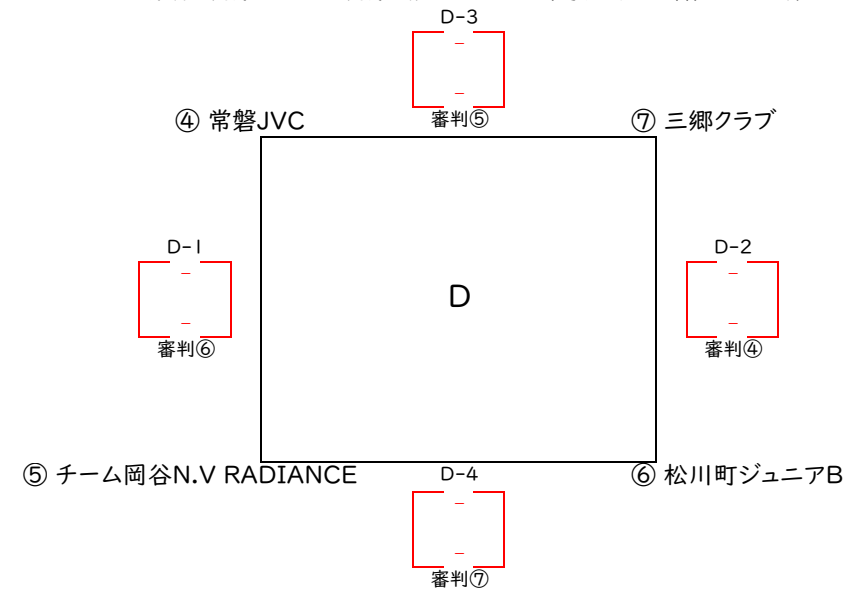 D-3
–
–
審判⑤
④ 常磐JVC
⑦ 三郷クラブ
D-1
–
–
審判⑥
D
D-2
–
–
審判④
⑤ チーム岡谷N.V RADIANCE
⑥ 松川町ジュニアB
D-4
–
–
審判⑦